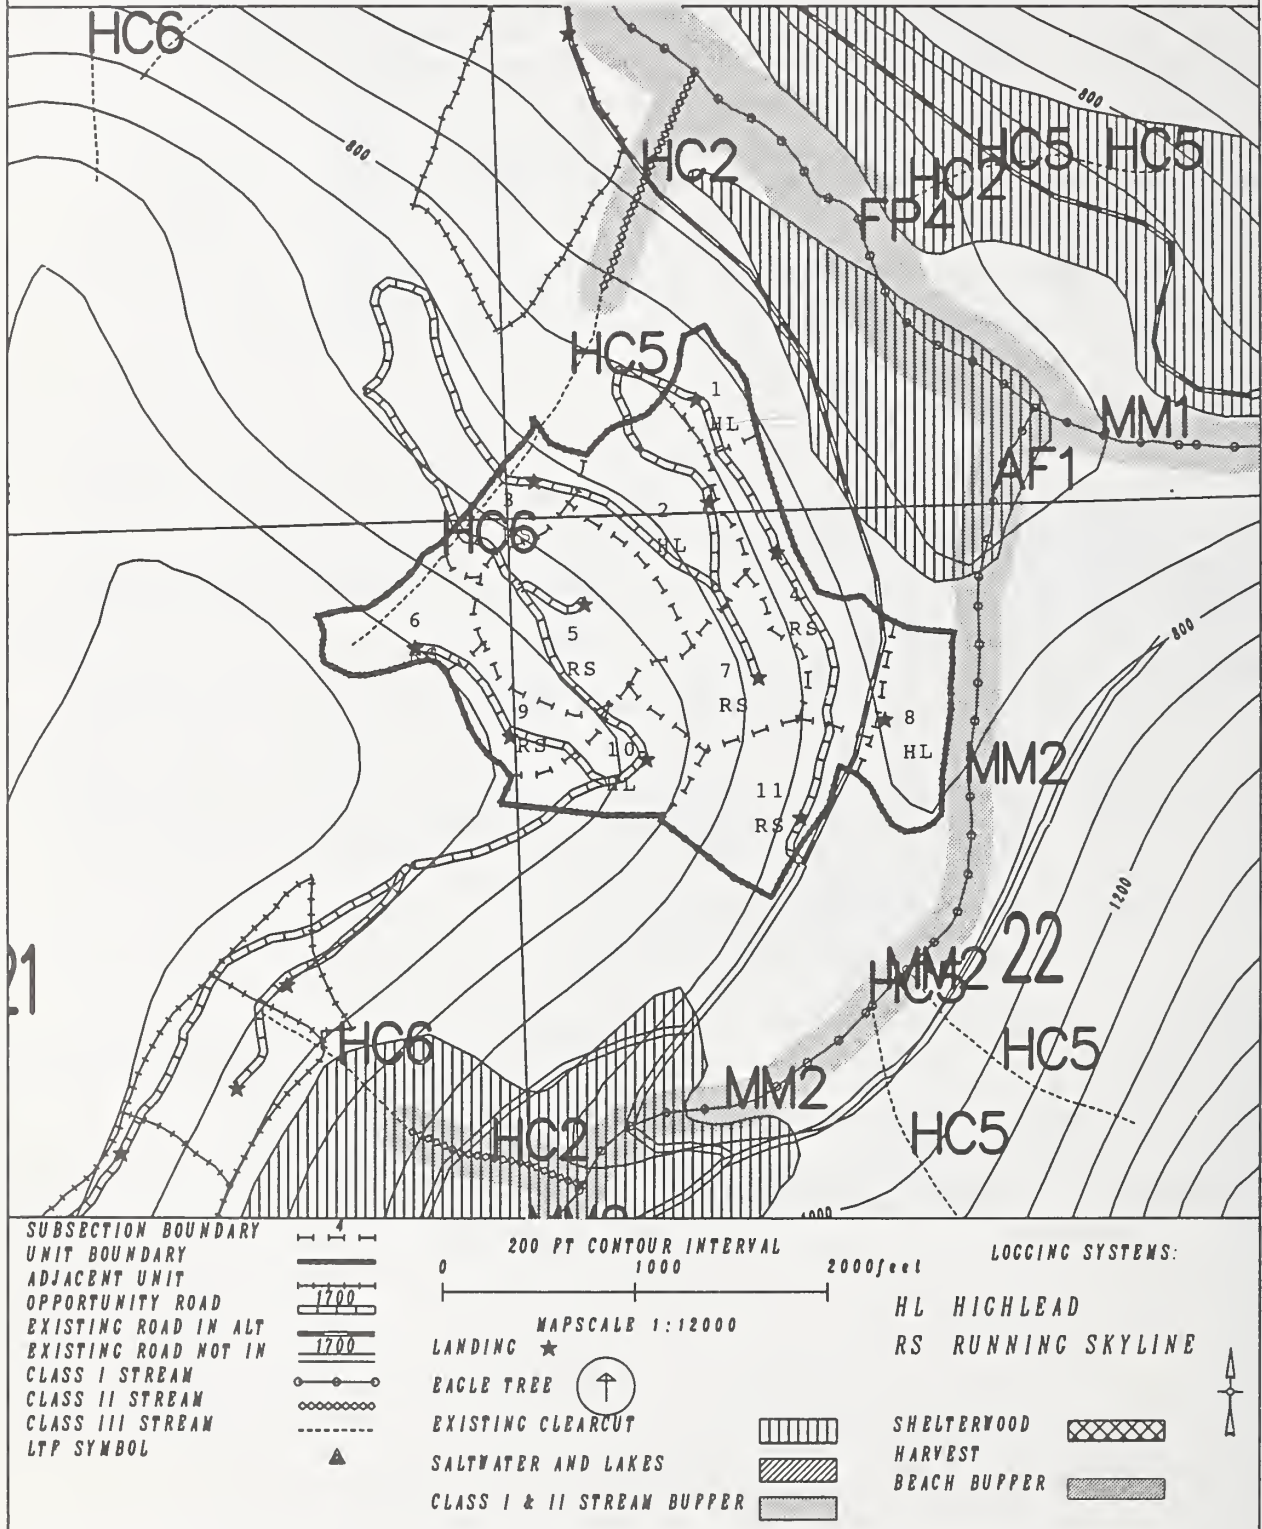 HC6
800
HC2
800
HC5
HC5
HC2
FP4
HC5
1
HL
MM1
AF1
3
2
HC6
HL
4
RS
6
RS
5
RS
7
RS
800
9
RS
10
HL
8
HL
MM2
11
RS
1200
21
MM2
22
HC5
HC6
HC5
MM2
HC2
HC5
1000
SUBSECTION BOUNDARY 4
UNIT BOUNDARY
ADJACENT UNIT
OPPORTUNITY ROAD 1700
EXISTING ROAD IN ALT
EXISTING ROAD NOT IN 1700
CLASS I STREAM
CLASS II STREAM
CLASS III STREAM
LTF SYMBOL
200 FT CONTOUR INTERVAL
0 1000 2000feet
MAPSCALE 1:12000
LANDING
EAGLE TREE
EXISTING CLEARCUT
SALTWATER AND LAKES
CLASS I & II STREAM BUFFER
LOGGING SYSTEMS:
HL HIGHLEAD
RS RUNNING SKYLINE
SHELTERWOOD
HARVEST
BEACH BUFFER